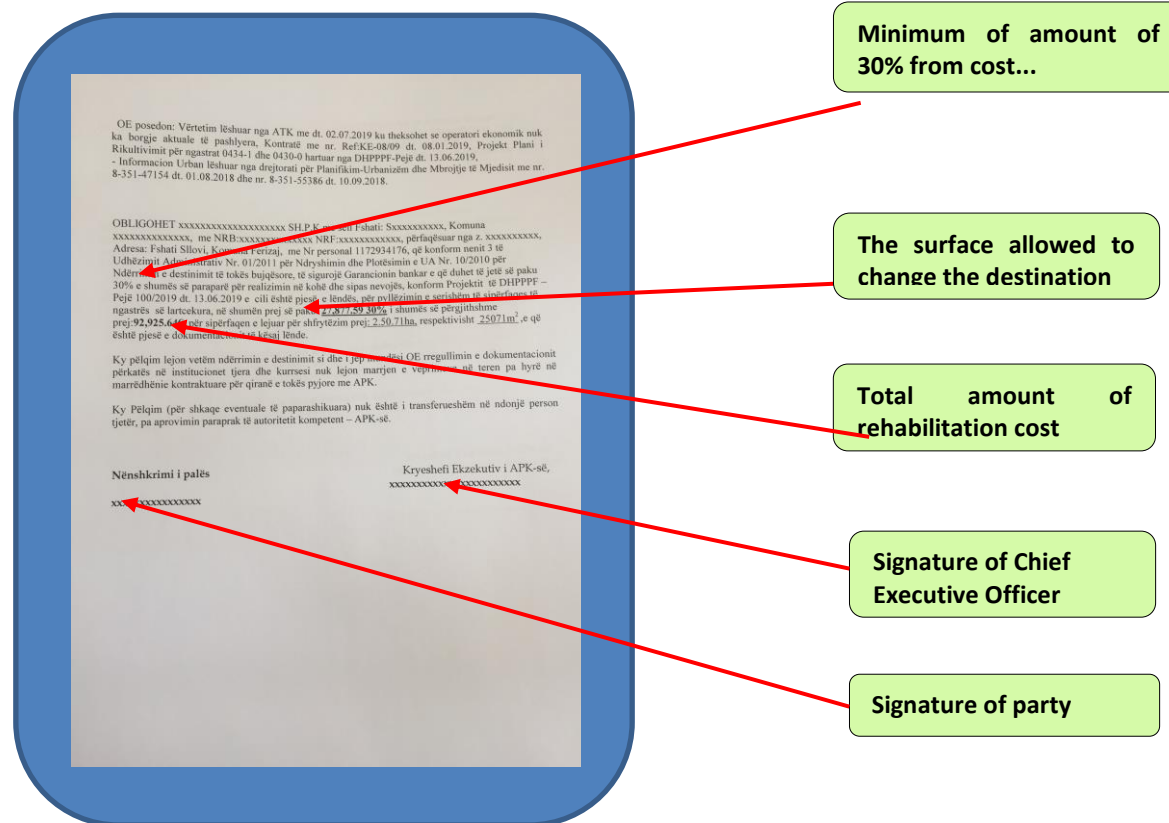 OE posedon: Vërtetim lëshuar nga ATK me dt. 02.07.2019 ku theksohet se operatori ekonomik nuk
ka borgje aktuale të pashlyera, Kontratë me nr. Ref:KE-08/09 dt. 08.01.2019, Projekt Plani i
Rikultivimit për ngastrat 0434-1 dhe 0430-0 hartuar nga DHPPPF-Pejë dt. 13.06.2019,
- Informacion Urban lëshuar nga drejtorati për Planifikim-Urbanizëm dhe Mbrojtje të Mjedisit me nr.
8-351-47154 dt. 01.08.2018 dhe nr. 8-351-55386 dt. 10.09.2018.
OBLIGOHET xxxxxxxxxxxxxxxxxxxxx SH.P.K me seli Fshati: Sxxxxxxxxxx, Komuna
xxxxxxxxxxxxxx, me NRB:xxxxxxxxxxxxxxx NRF:xxxxxxxxxxxx, përfaqësuar nga z. xxxxxxxxxx,
Adresa: Fshati Sllovi, Komuna Ferizaj, me Nr personal 1172934176, që konform nenit 3 të
Udhëzimit Administrativ Nr. 01/2011 për Ndryshimin dhe Plotësimin e UA Nr. 10/2010 për
Ndërrimin e destinimit të tokës bujqësore, të sigurojë Garancionin bankar e që duhet të jetë së paku
30% e shumës së paraparë për realizimin në kohë dhe sipas nevojës, konform Projektit të DHPPPF –
Pejë 100/2019 dt. 13.06.2019 e cili është pjesë e lëndës, për pyllëzimin e serishëm të sipërfaqes të
ngastrës së lartcekura, në shumën prej së paku 27,877.59 30% i shumës së përgjithshme
prej:92,925.64€ për sipërfaqen e lejuar për shfrytëzim prej: 2.50.71ha, respektivisht 25071m² ,e që
është pjesë e dokumentacionit të kësaj lënde.
Ky pëlqim lejon vetëm ndërrimin e destinimit si dhe i jep mundësi OE rregullimin e dokumentacionit
përkatës në institucionet tjera dhe kurrsesi nuk lejon marrjen e veprimeve në teren pa hyrë në
marrëdhënie kontraktuare për qiranë e tokës pyjore me APK.
Ky Pëlqim (për shkaqe eventuale të paparashikuara) nuk është i transferueshëm në ndonjë person
tjetër, pa aprovimin paraprak të autoritetit kompetent – APK-së.
Nënshkrimi i palës
Kryeshefi Ekzekutiv i APK-së,
Minimum of amount of
30% from cost...
The surface allowed to
change the destination
Total amount of
rehabilitation cost
Signature of Chief
Executive Officer
Signature of party